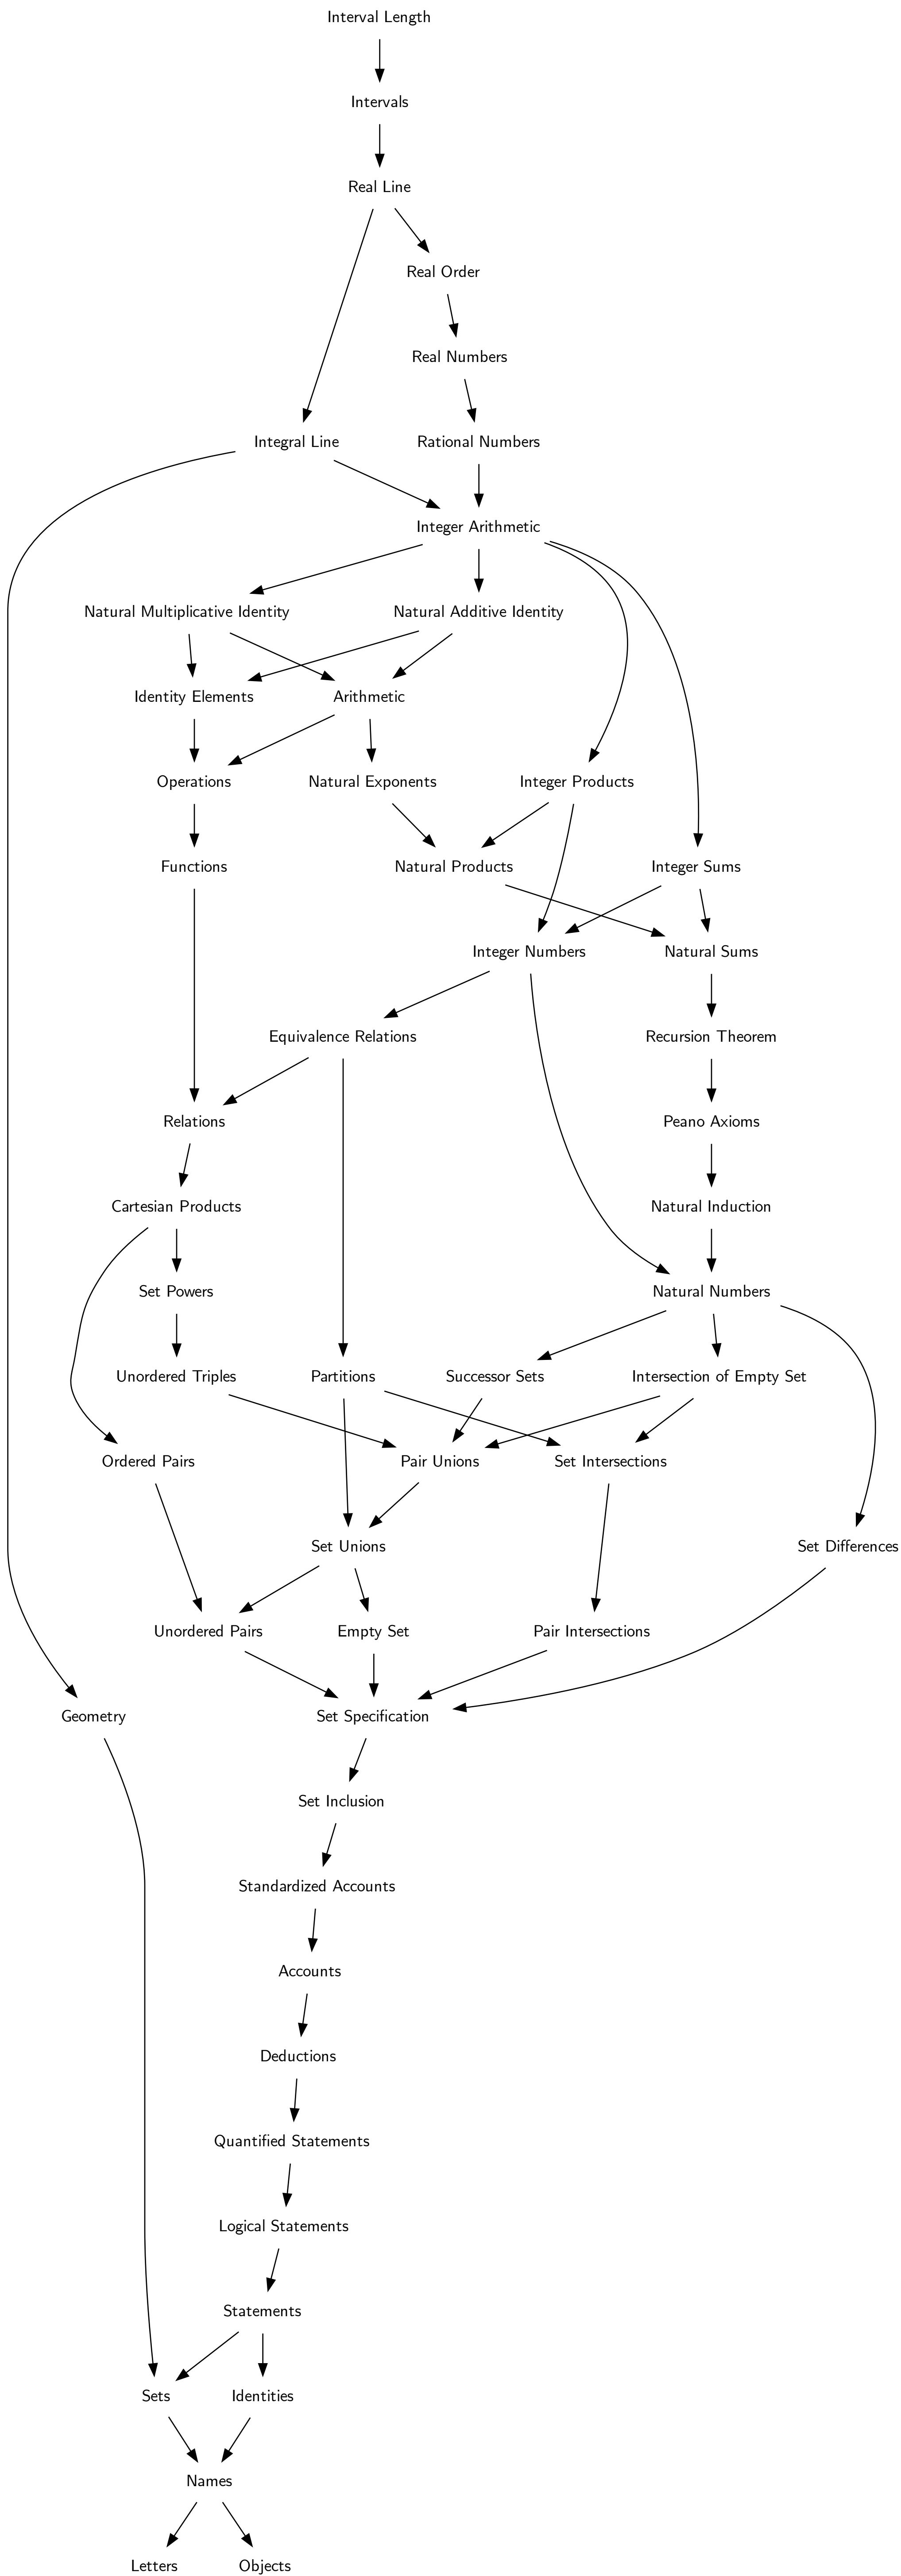 Interval Length
Intervals
Real Line
Real Order
Real Numbers
Integral Line
Rational Numbers
Integer Arithmetic
Natural Multiplicative Identity
Natural Additive Identity
Identity Elements
Arithmetic
Operations
Natural Exponents
Integer Products
Functions
Natural Products
Integer Sums
Integer Numbers
Natural Sums
Equivalence Relations
Recursion Theorem
Relations
Peano Axioms
Cartesian Products
Natural Induction
Set Powers
Natural Numbers
Unordered Triples
Partitions
Successor Sets
Intersection of Empty Set
Ordered Pairs
Pair Unions
Set Intersections
Set Unions
Set Differences
Unordered Pairs
Empty Set
Pair Intersections
Geometry
Set Specification
Set Inclusion
Standardized Accounts
Accounts
Deductions
Quantified Statements
Logical Statements
Statements
Sets
Identities
Names
Letters
Objects